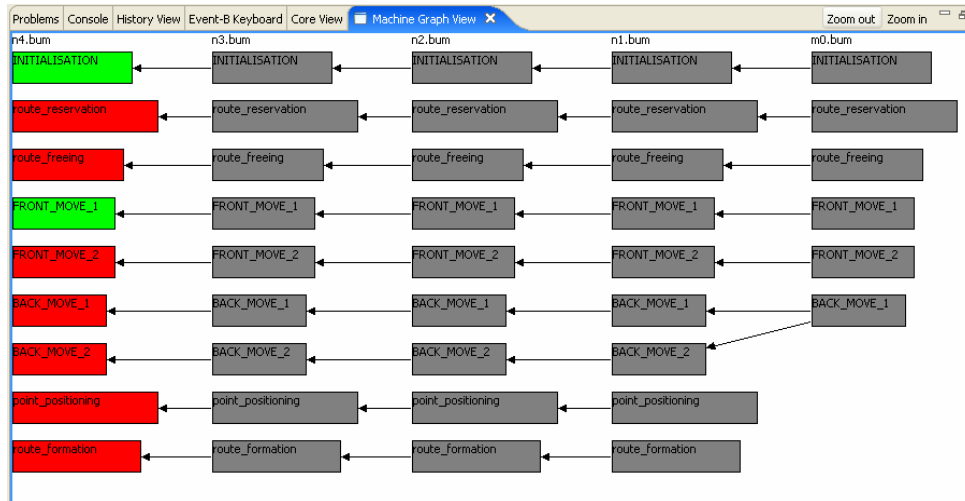 Problems Console History View Event-B Keyboard Core View Machine Graph View Zoom out Zoom in
n4.bum n3.bum n2.bum n1.bum m0.bum
INITIALISATION INITIALISATION INITIALISATION INITIALISATION INITIALISATION
route_reservation route_reservation route_reservation route_reservation route_reservation
route_freeing route_freeing route_freeing route_freeing route_freeing
FRONT_MOVE_1 FRONT_MOVE_1 FRONT_MOVE_1 FRONT_MOVE_1 FRONT_MOVE_1
FRONT_MOVE_2 FRONT_MOVE_2 FRONT_MOVE_2 FRONT_MOVE_2 FRONT_MOVE_2
BACK_MOVE_1 BACK_MOVE_1 BACK_MOVE_1 BACK_MOVE_1 BACK_MOVE_1
BACK_MOVE_2 BACK_MOVE_2 BACK_MOVE_2 BACK_MOVE_2
point_positioning point_positioning point_positioning point_positioning
route_formation route_formation route_formation route_formation